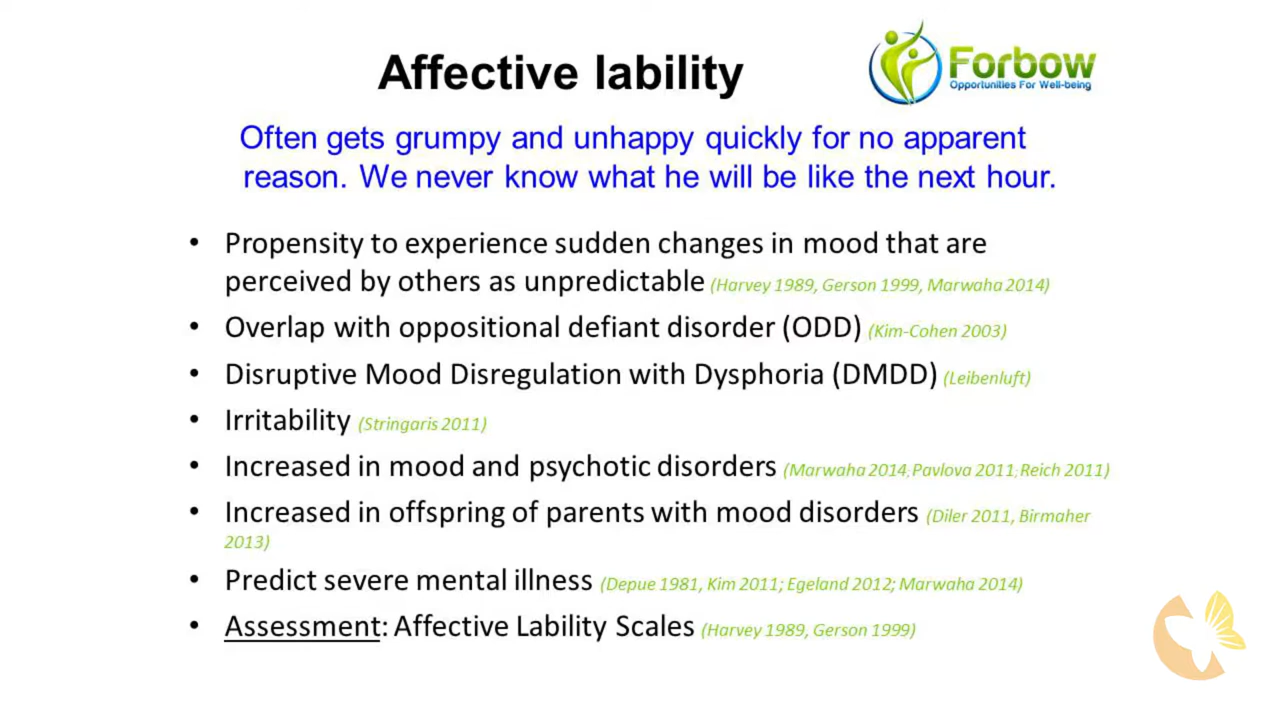 Affective lability
Forbow
Opportunities For Well-being
Often gets grumpy and unhappy quickly for no apparent
reason. We never know what he will be like the next hour.
• Propensity to experience sudden changes in mood that are
perceived by others as unpredictable (Harvey 1989, Gerson 1999, Marwaha 2014)
• Overlap with oppositional defiant disorder (ODD) (Kim-Cohen 2003)
• Disruptive Mood Disregulation with Dysphoria (DMDD) (Leibenluft)
• Irritability (Stringaris 2011)
• Increased in mood and psychotic disorders (Marwaha 2014; Pavlova 2011; Reich 2011)
• Increased in offspring of parents with mood disorders (Diler 2011, Birmaher
2013)
• Predict severe mental illness (Depue 1981, Kim 2011; Egeland 2012; Marwaha 2014)
• Assessment: Affective Lability Scales (Harvey 1989, Gerson 1999)